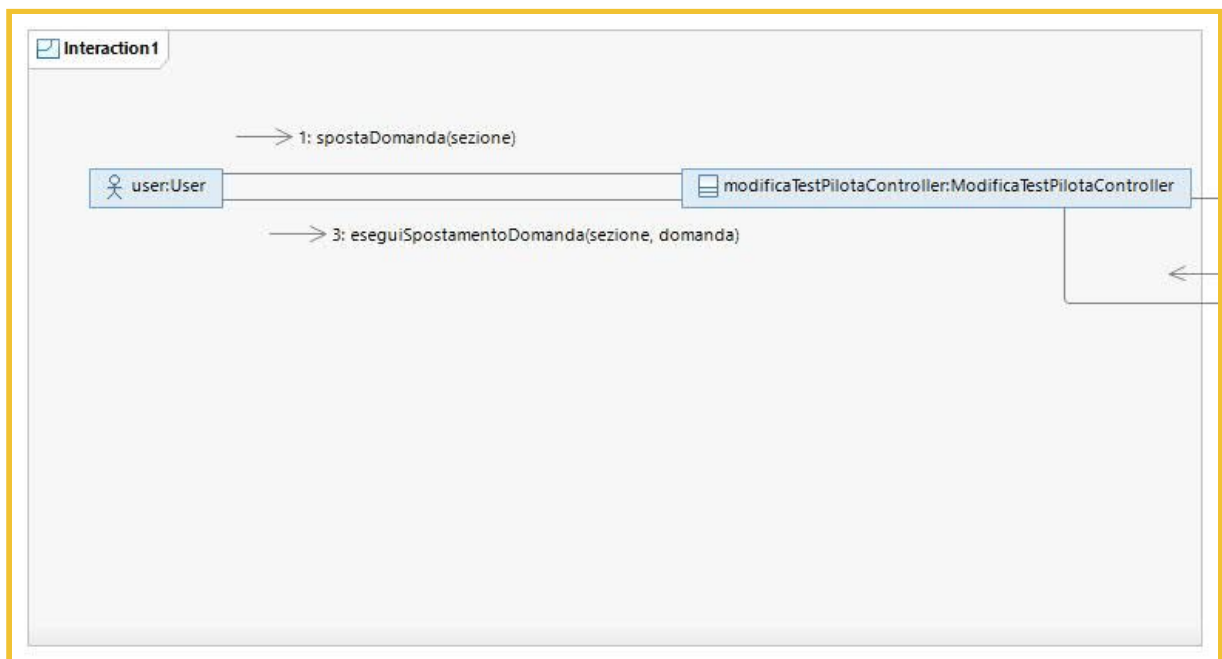 Interaction1
1: spostaDomanda(sezione)
user:User
modificaTestPilotaController:ModificaTestPilotaController
3: eseguiSpostamentoDomanda(sezione, domanda)